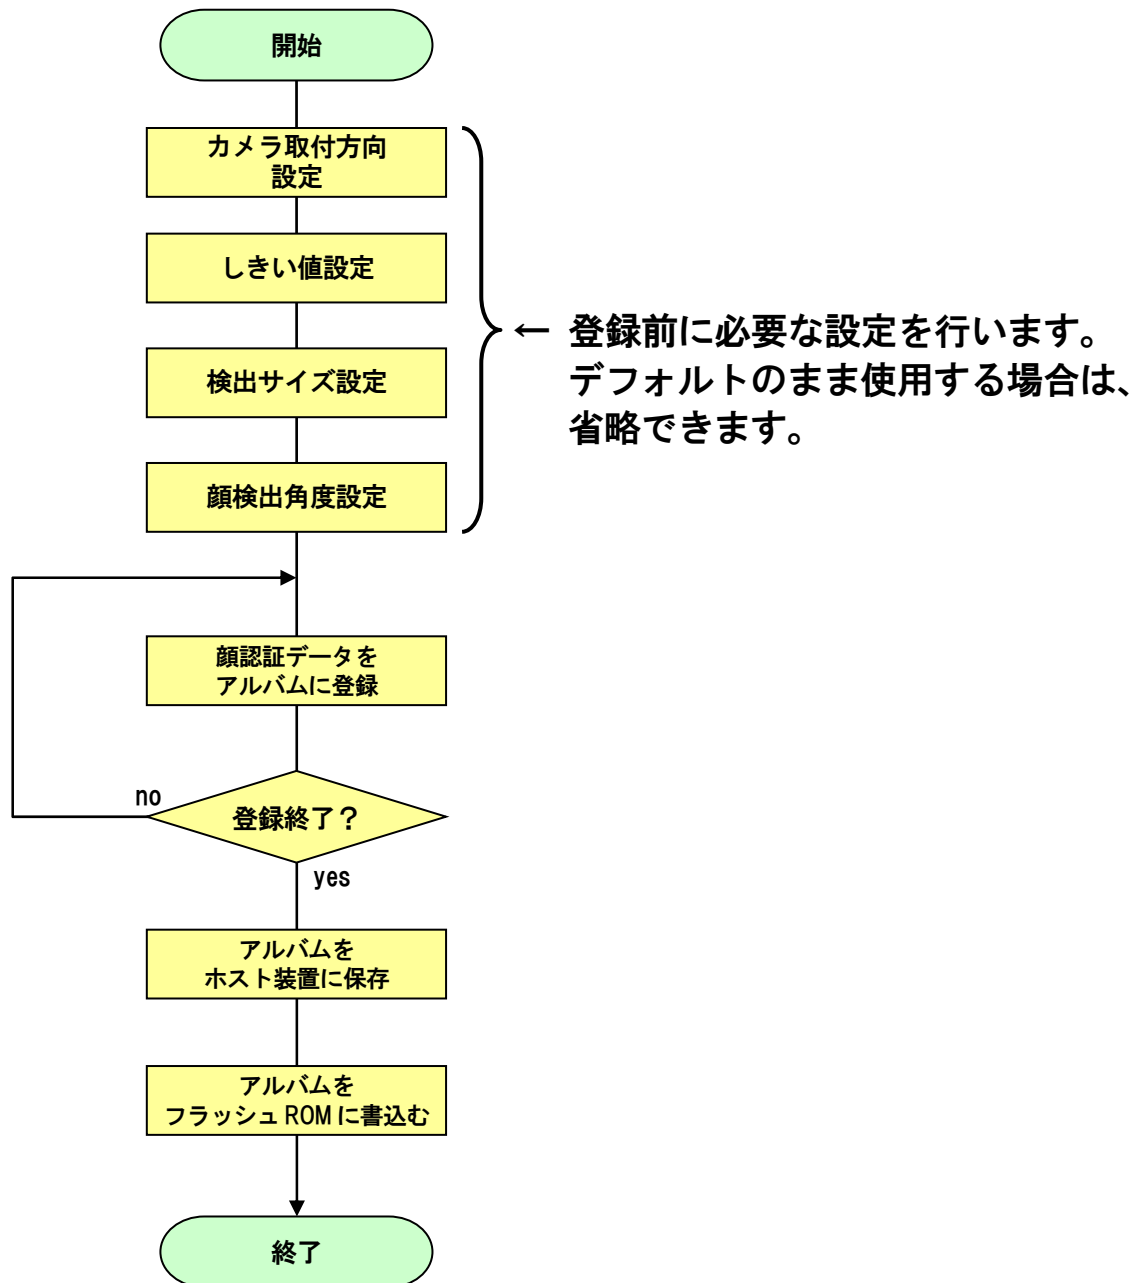 開始
カメラ取付方向
設定
しきい値設定
検出サイズ設定
顔検出角度設定
← 登録前に必要な設定を行います。
デフォルトのまま使用する場合は、
省略できます。
顔認証データを
アルバムに登録
no
登録終了？
yes
アルバムを
ホスト装置に保存
アルバムを
フラッシュ ROM に書込む
終了